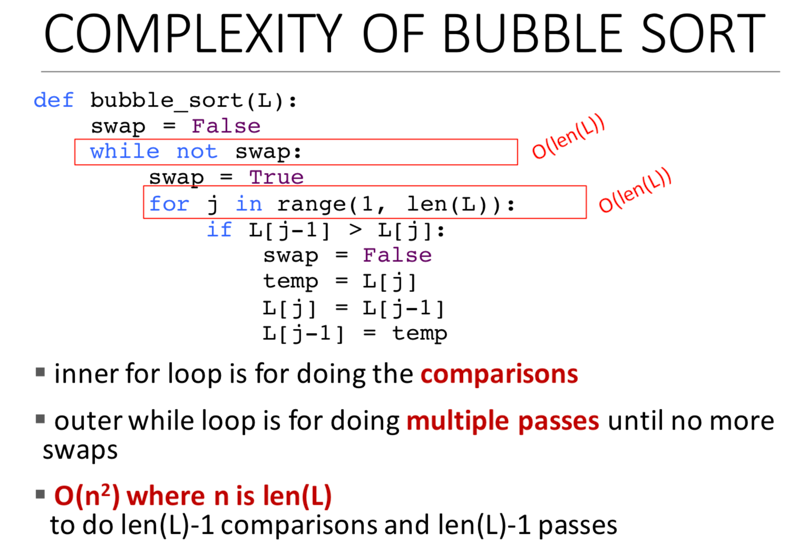 COMPLEXITY OF BUBBLE SORT
def bubble_sort(L):
    swap = False
    while not swap:
O(len(L))
        swap = True
        for j in range(1, len(L)):
O(len(L))
            if L[j-1] > L[j]:
                swap = False
                temp = L[j]
                L[j] = L[j-1]
                L[j-1] = temp
▪ inner for loop is for doing the comparisons
▪ outer while loop is for doing multiple passes until no more
swaps
▪ O(n²) where n is len(L)
to do len(L)-1 comparisons and len(L)-1 passes